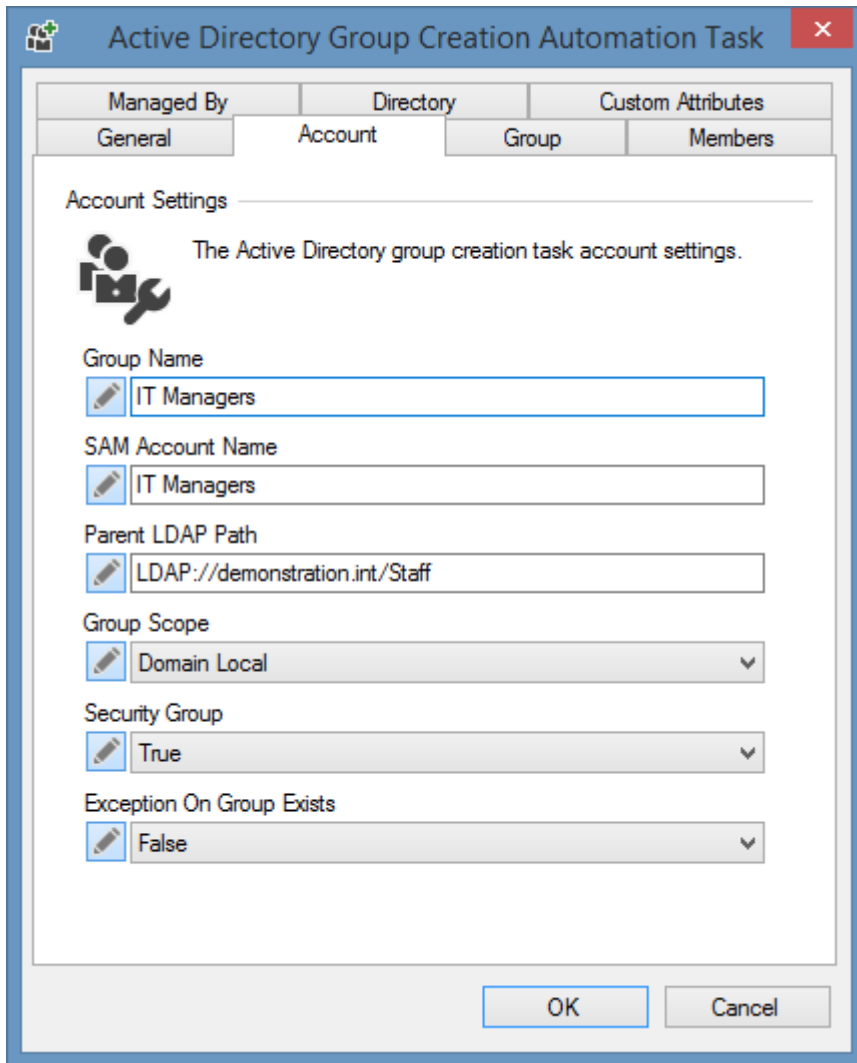 Active Directory Group Creation Automation Task
Managed By
Directory
Custom Attributes
General
Account
Group
Members
Account Settings
The Active Directory group creation task account settings.
Group Name
IT Managers
SAM Account Name
IT Managers
Parent LDAP Path
LDAP://demonstration.int/Staff
Group Scope
Domain Local
Security Group
True
Exception On Group Exists
False
OK
Cancel